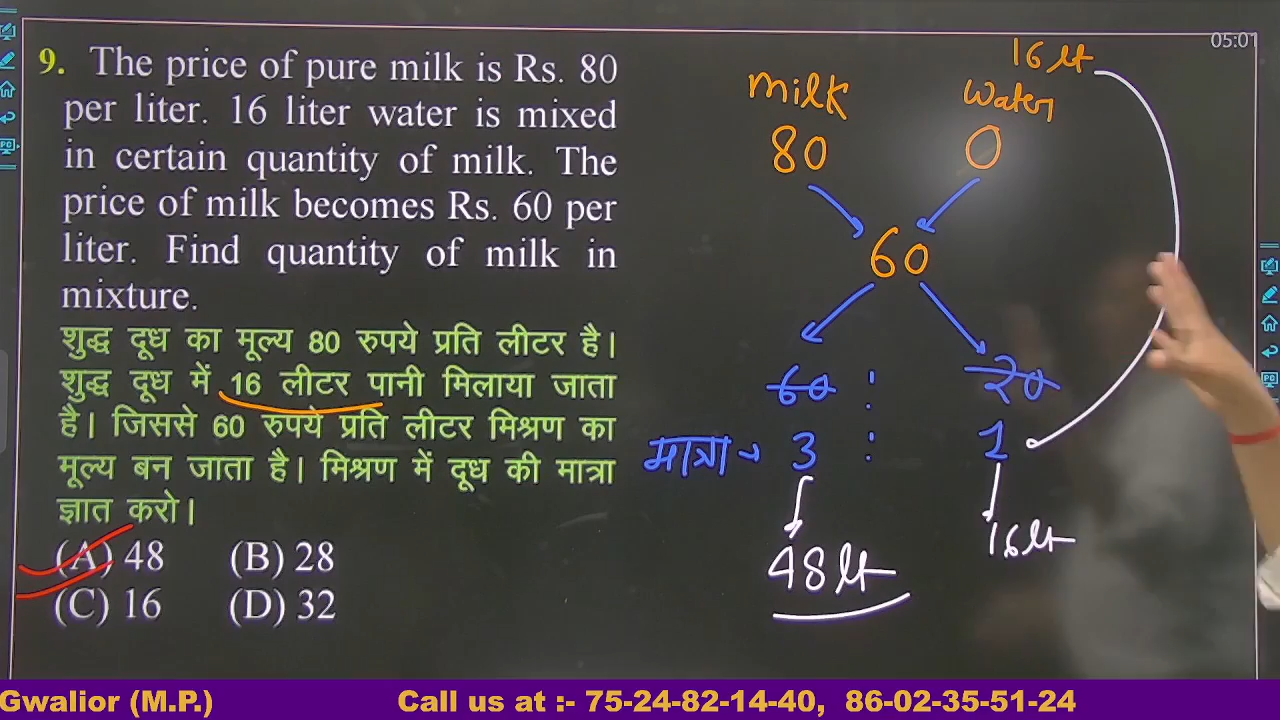 05:01
9. The price of pure milk is Rs. 80
per liter. 16 liter water is mixed
in certain quantity of milk. The
price of milk becomes Rs. 60 per
liter. Find quantity of milk in
mixture.
शुद्ध दूध का मूल्य 80 रुपये प्रति लीटर है।
शुद्ध दूध में 16 लीटर पानी मिलाया जाता
है। जिससे 60 रुपये प्रति लीटर मिश्रण का
मूल्य बन जाता है। मिश्रण में दूध की मात्रा
ज्ञात करो।
(A) 48 (B) 28
(C) 16 (D) 32
16 lt
milk water
80 0
60
60 : 20
मात्रा → 3 : 1
48 lt 16 lt
Gwalior (M.P.) Call us at :- 75-24-82-14-40, 86-02-35-51-24